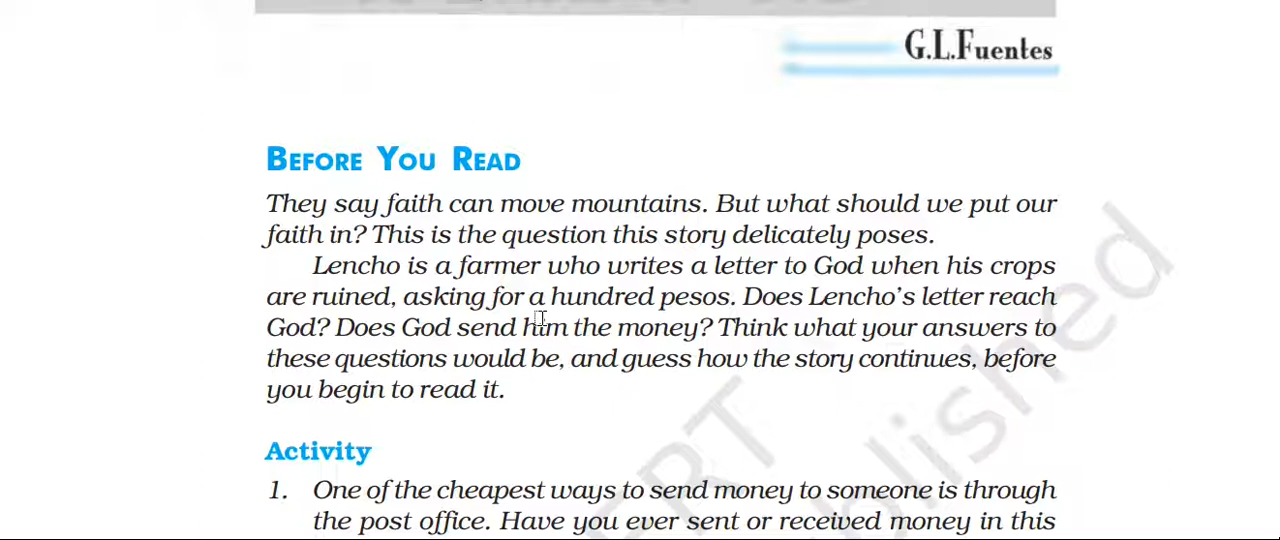 G.L.Fuentes
BEFORE YOU READ
They say faith can move mountains. But what should we put our
faith in? This is the question this story delicately poses.
Lencho is a farmer who writes a letter to God when his crops
are ruined, asking for a hundred pesos. Does Lencho's letter reach
God? Does God send him the money? Think what your answers to
these questions would be, and guess how the story continues, before
you begin to read it.
Activity
1. One of the cheapest ways to send money to someone is through
the post office. Have you ever sent or received money in this